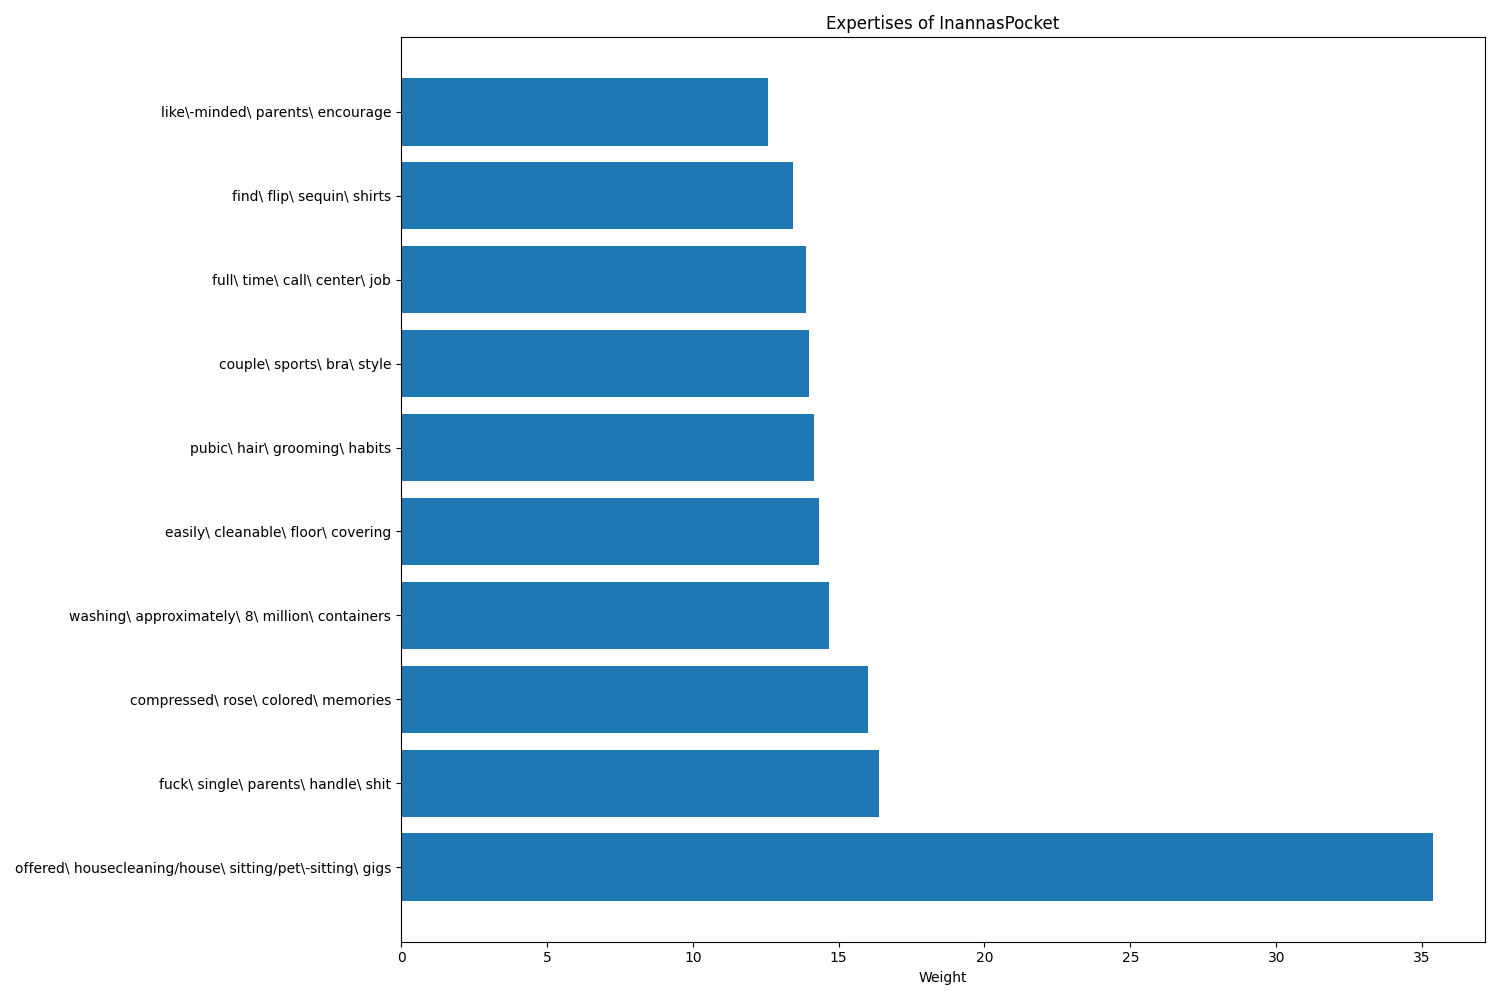 Expertises of InannasPocket
like\-minded\ parents\ encourage
find\ flip\ sequin\ shirts
full\ time\ call\ center\ job
couple\ sports\ bra\ style
pubic\ hair\ grooming\ habits
easily\ cleanable\ floor\ covering
washing\ approximately\ 8\ million\ containers
compressed\ rose\ colored\ memories
fuck\ single\ parents\ handle\ shit
offered\ housecleaning/house\ sitting/pet\-sitting\ gigs
0 5 10 15 20 25 30 35
Weight